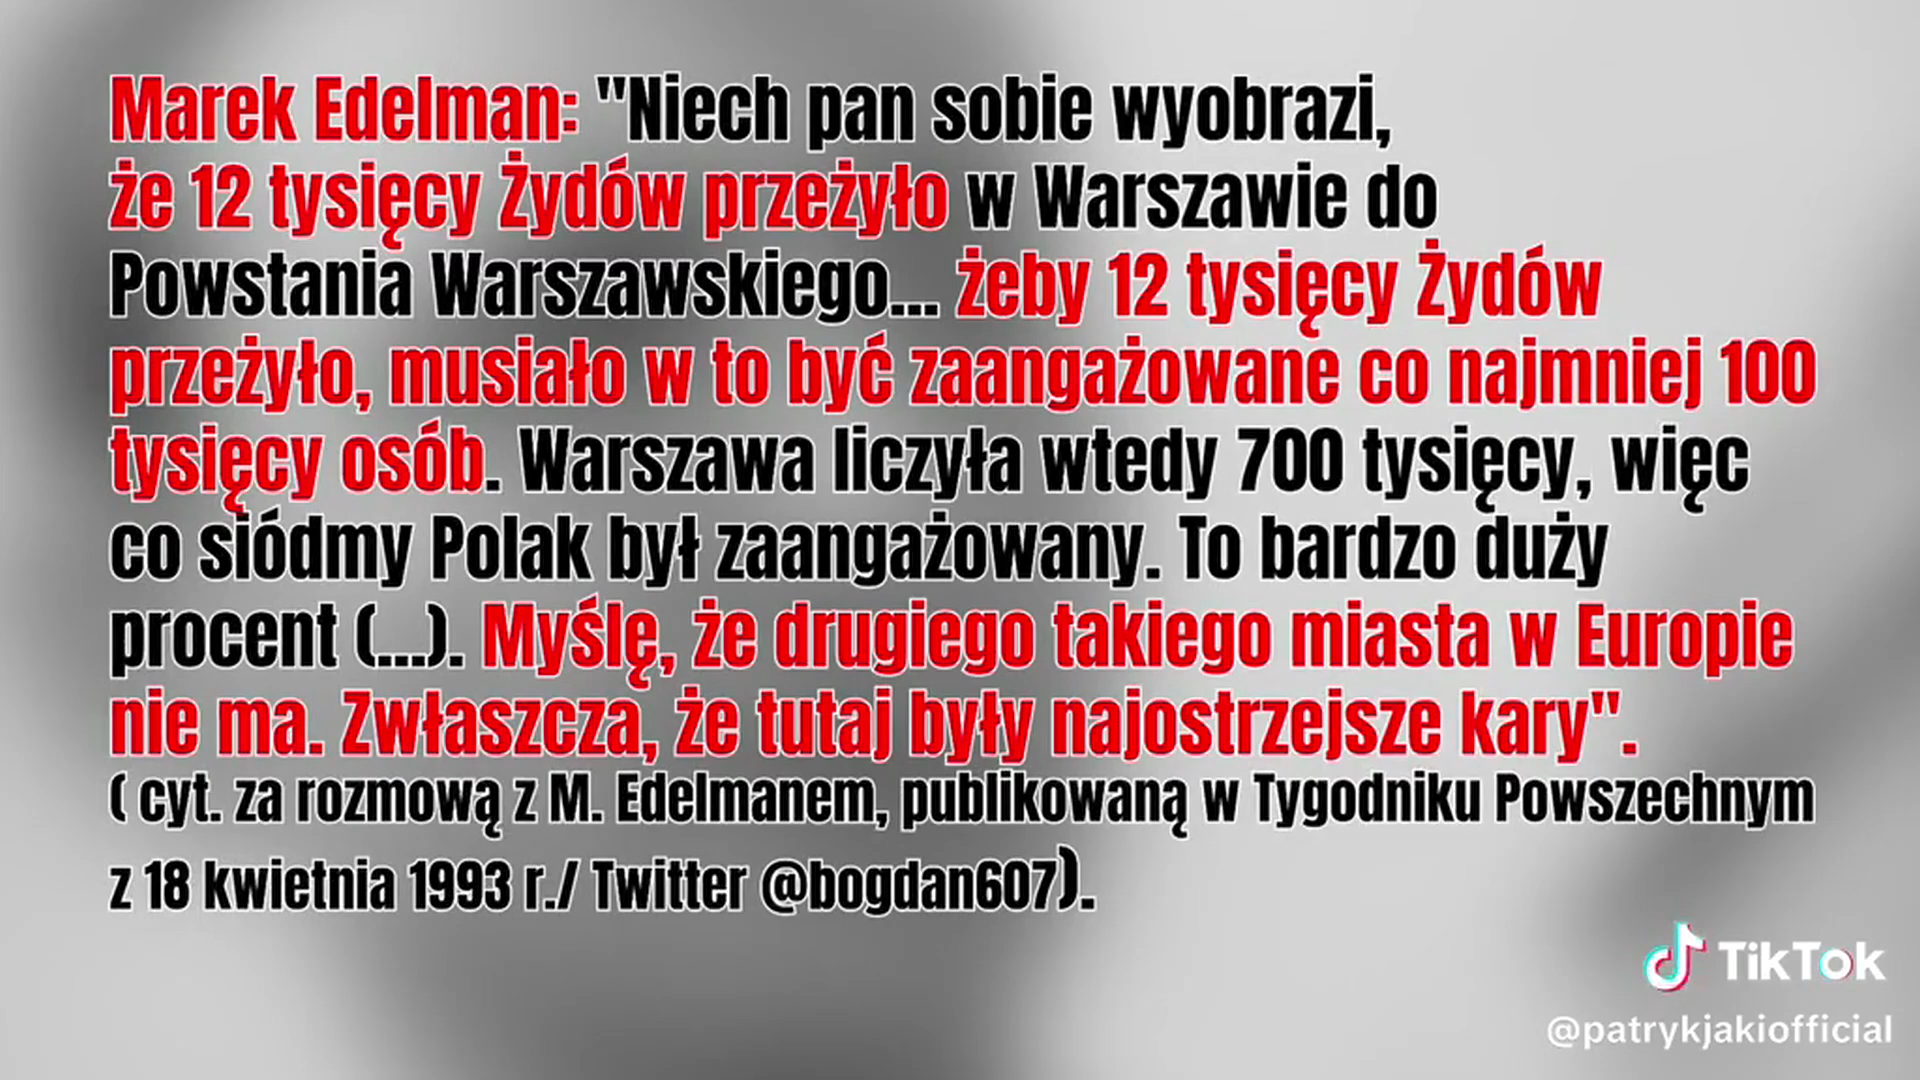 Marek Edelman: "Niech pan sobie wyobrazi,
że 12 tysięcy Żydów przeżyło w Warszawie do
Powstania Warszawskiego... żeby 12 tysięcy Żydów
przeżyło, musiało w to być zaangażowane co najmniej 100
tysięcy osób. Warszawa liczyła wtedy 700 tysięcy, więc
co siódmy Polak był zaangażowany. To bardzo duży
procent (...). Myślę, że drugiego takiego miasta w Europie
nie ma. Zwłaszcza, że tutaj były najostrzejsze kary".
( cyt. za rozmową z M. Edelmanem, publikowaną w Tygodniku Powszechnym
z 18 kwietnia 1993 r./ Twitter @bogdan607).
TikTok
@patrykjakiofficial